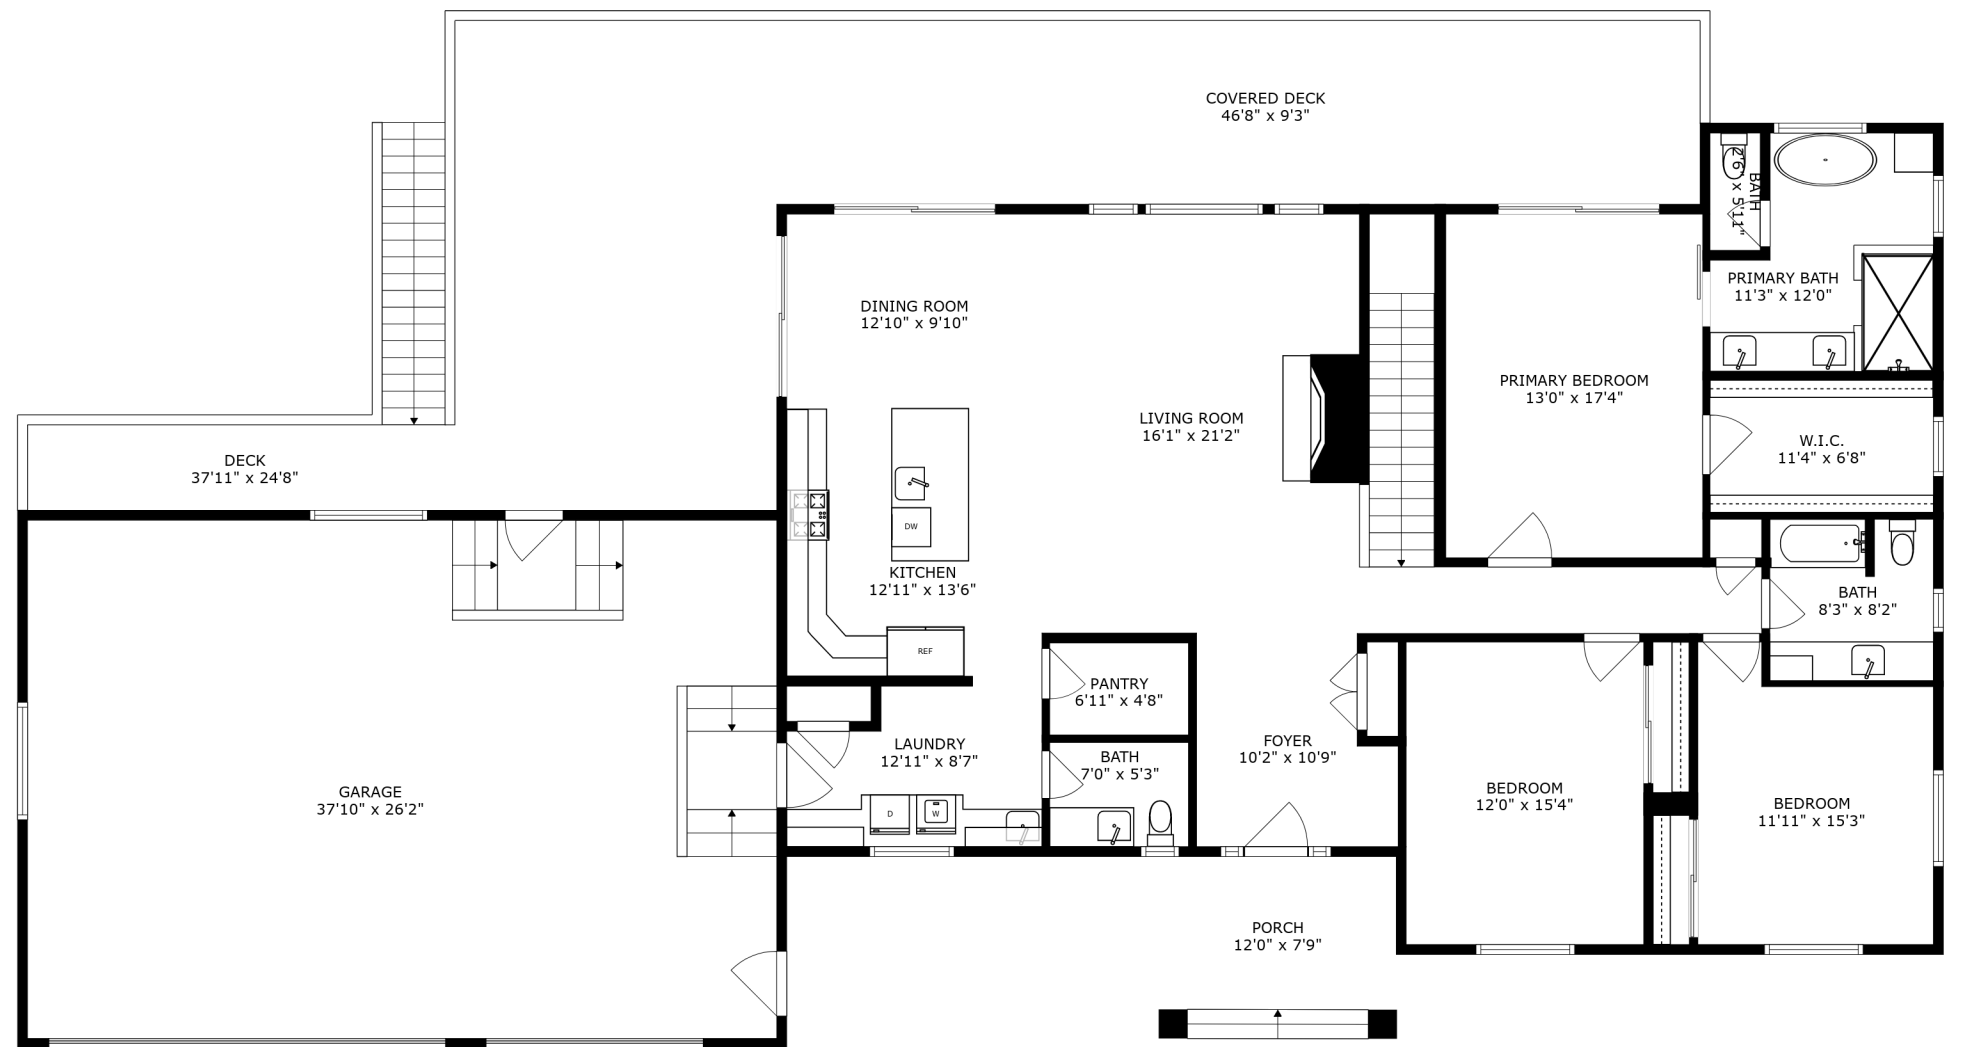 COVERED DECK
46'8" x 9'3"
BATH
2'6" x 5'11"
PRIMARY BATH
11'3" x 12'0"
DINING ROOM
12'10" x 9'10"
PRIMARY BEDROOM
13'0" x 17'4"
LIVING ROOM
16'1" x 21'2"
W.I.C.
11'4" x 6'8"
DECK
37'11" x 24'8"
DW
KITCHEN
12'11" x 13'6"
BATH
8'3" x 8'2"
REF
PANTRY
6'11" x 4'8"
LAUNDRY
12'11" x 8'7"
FOYER
10'2" x 10'9"
BATH
7'0" x 5'3"
GARAGE
37'10" x 26'2"
BEDROOM
12'0" x 15'4"
BEDROOM
11'11" x 15'3"
D
W
PORCH
12'0" x 7'9"